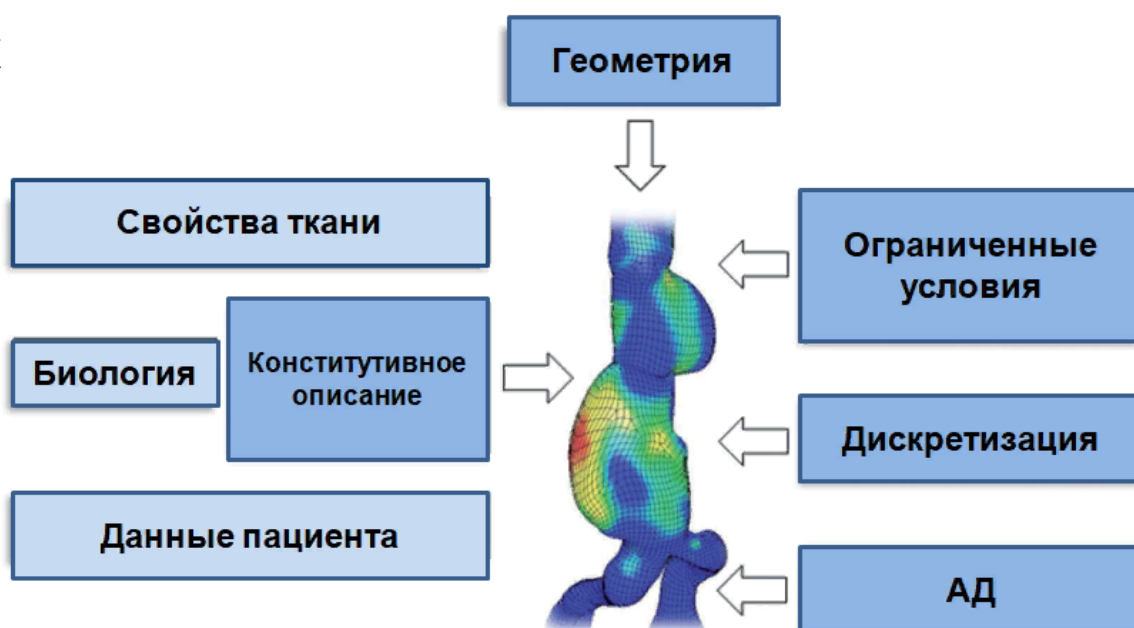 Геометрия
Свойства ткани
Биология
Конститутивное
описание
Данные пациента
Ограниченные
условия
Дискретизация
АД